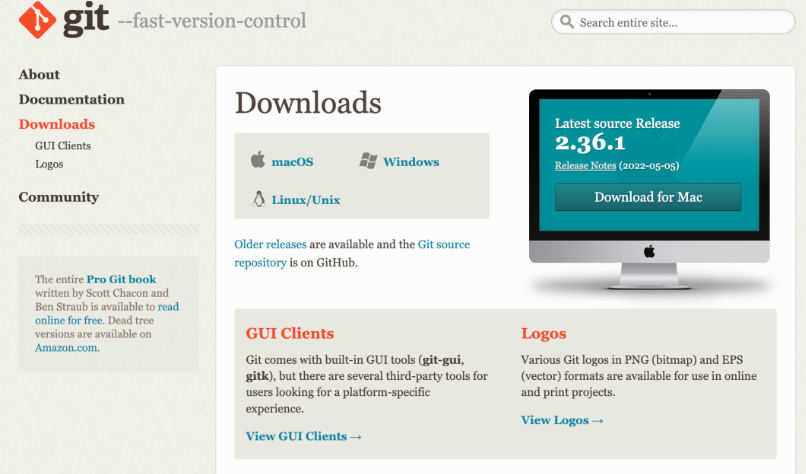 git --fast-version-control
Search entire site...
About
Documentation
Downloads
GUI Clients
Logos
Community
The entire Pro Git book
written by Scott Chacon and
Ben Straub is available to read
online for free. Dead tree
versions are available on
Amazon.com.
Downloads
macOS
Windows
Linux/Unix
Older releases are available and the Git source
repository is on GitHub.
Latest source Release
2.36.1
Release Notes (2022-05-05)
Download for Mac
GUI Clients
Git comes with built-in GUI tools (git-gui,
gitk), but there are several third-party tools for
users looking for a platform-specific
experience.
View GUI Clients →
Logos
Various Git logos in PNG (bitmap) and EPS
(vector) formats are available for use in online
and print projects.
View Logos →